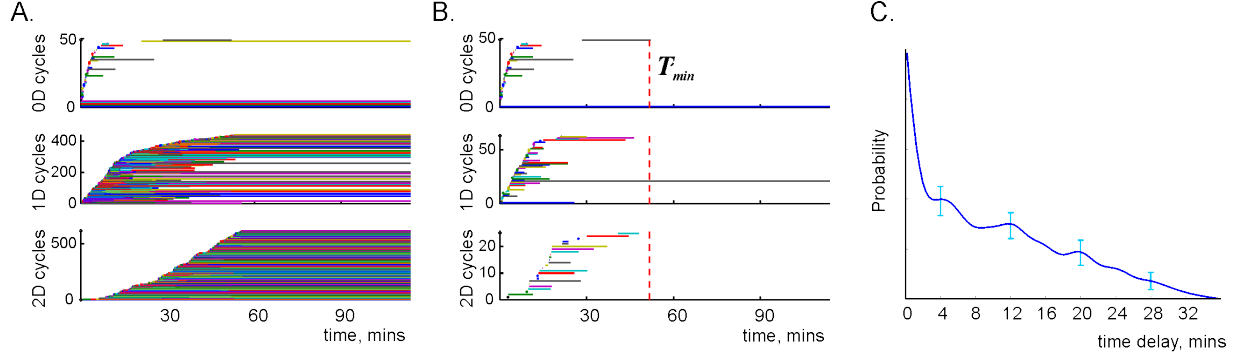 A.
0D cycles
50
0
1D cycles
400
200
0
2D cycles
500
0
30
60
90
time, mins
B.
0D cycles
50
0
Tmin
1D cycles
50
0
2D cycles
20
10
0
30
60
90
time, mins
C.
Probability
0 4 8 12 16 20 24 28 32
time delay, mins